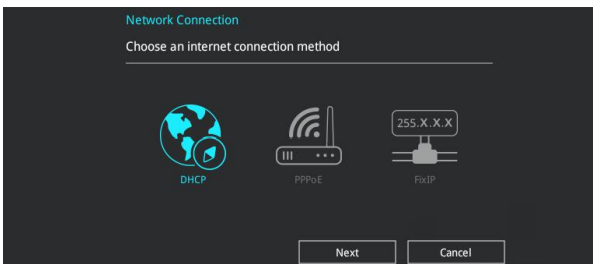 Network Connection
Choose an internet connection method
255.X.X.X
DHCP
PPPoE
FixIP
Next
Cancel